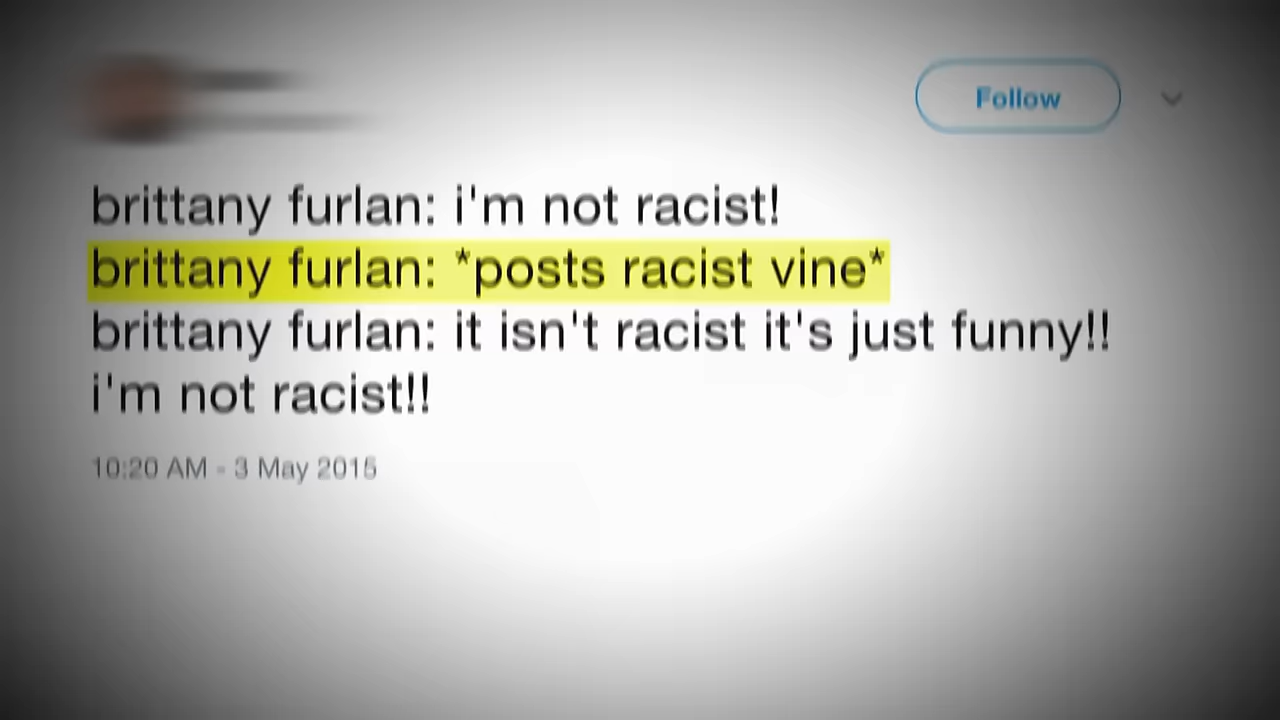 Follow
brittany furlan: i'm not racist!
brittany furlan: *posts racist vine*
brittany furlan: it isn't racist it's just funny!!
i'm not racist!!
10:20 AM - 3 May 2015